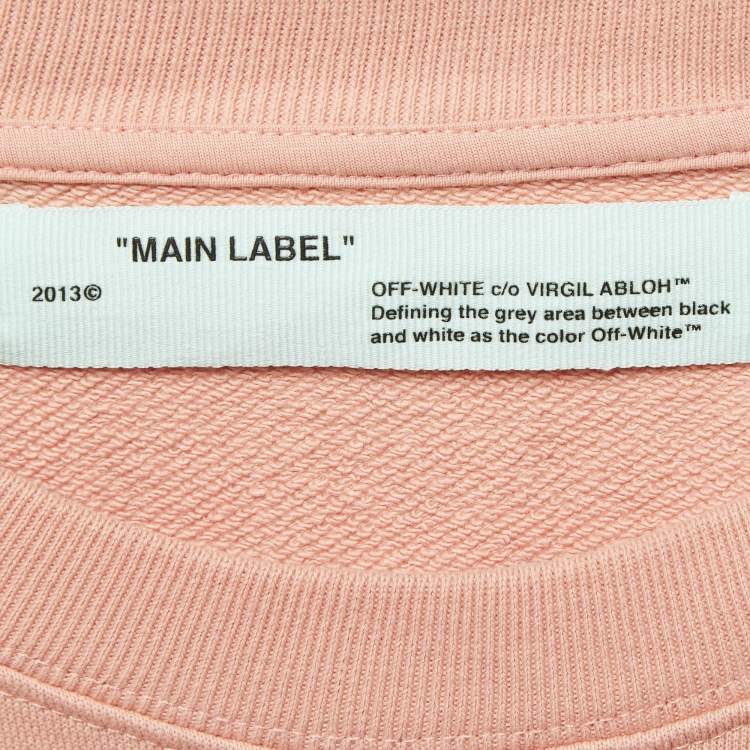 "MAIN LABEL"
2013©
OFF-WHITE c/o VIRGIL ABLOH™
Defining the grey area between black
and white as the color Off-White™